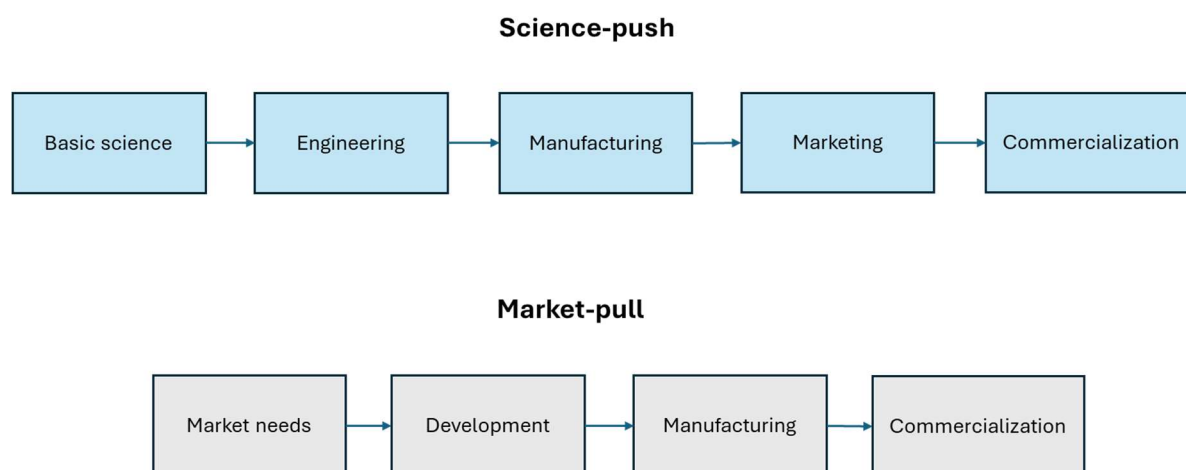 Science-push
Basic science
Engineering
Manufacturing
Marketing
Commercialization
Market-pull
Market needs
Development
Manufacturing
Commercialization